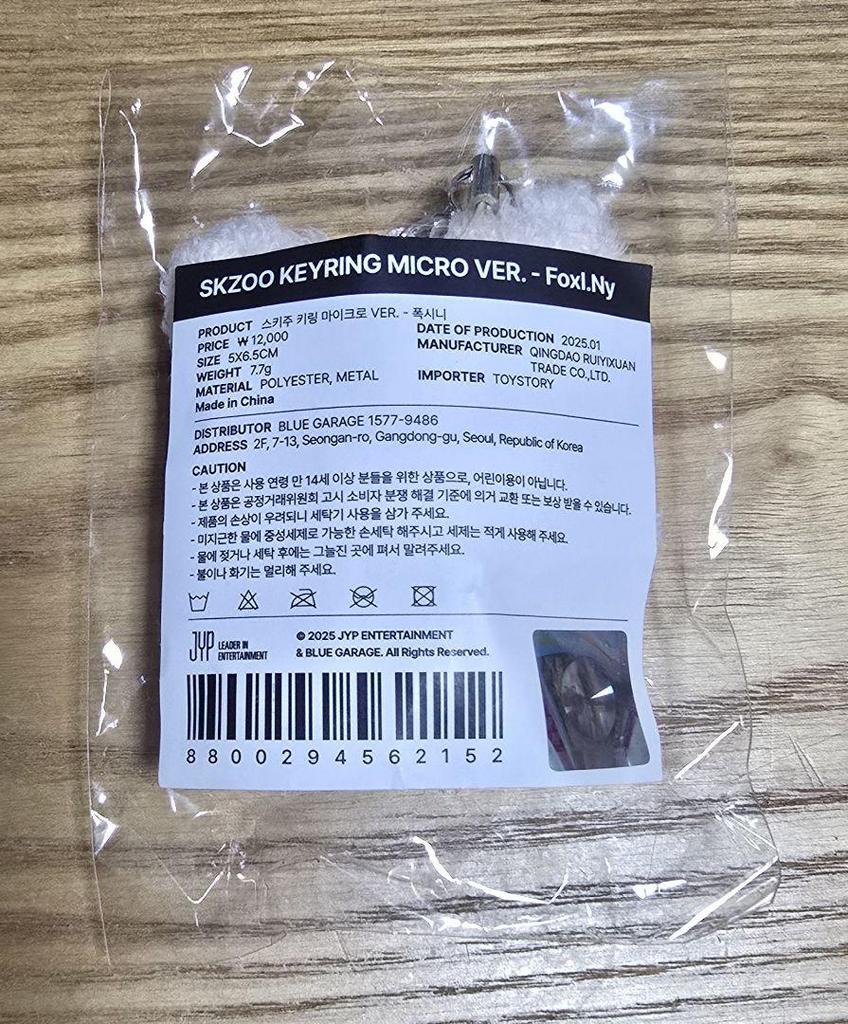 SKZOO KEYRING MICRO VER. - FoxI.Ny
PRODUCT 스키주 키링 마이크로 VER. - 폭시니
PRICE ₩ 12,000
SIZE 5X6.5CM
WEIGHT 7.7g
MATERIAL POLYESTER, METAL
Made in China
DATE OF PRODUCTION 2025.01
MANUFACTURER QINGDAO RUIYIXUAN
TRADE CO.,LTD.
IMPORTER TOYSTORY
DISTRIBUTOR BLUE GARAGE 1577-9486
ADDRESS 2F, 7-13, Seongan-ro, Gangdong-gu, Seoul, Republic of Korea
CAUTION
- 본 상품은 사용 연령 만 14세 이상 분들을 위한 상품으로, 어린이용이 아닙니다.
- 본 상품은 공정거래위원회 고시 소비자 분쟁 해결 기준에 의거 교환 또는 보상 받을 수 있습니다.
- 제품의 손상이 우려되니 세탁기 사용을 삼가 주세요.
- 미지근한 물에 중성세제로 가능한 손세탁 해주시고 세제는 적게 사용해 주세요.
- 물에 젖거나 세탁 후에는 그늘진 곳에 펴서 말려주세요.
- 불이나 화기는 멀리해 주세요.
JYP LEADER IN
ENTERTAINMENT
© 2025 JYP ENTERTAINMENT
& BLUE GARAGE. All Rights Reserved.
8800294562152